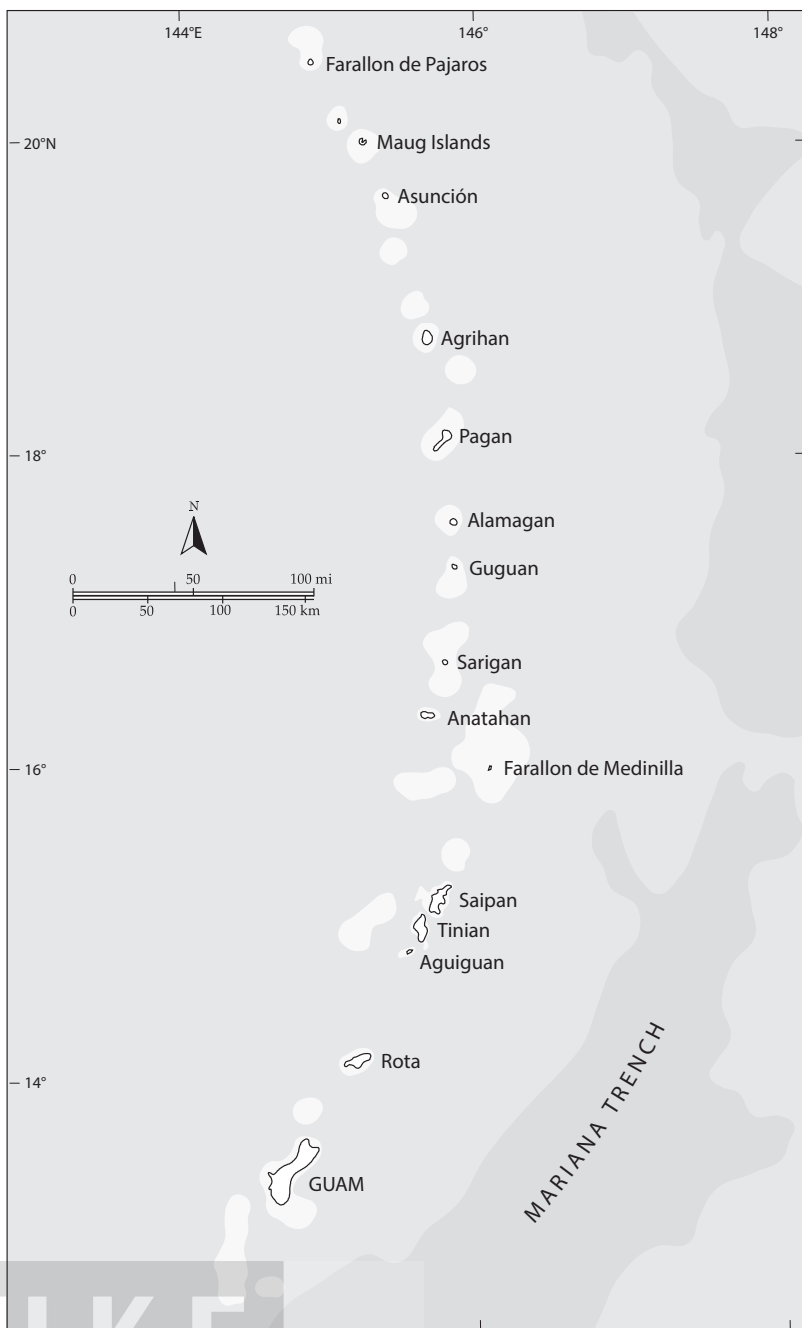 144°E
146°
148°
Farallon de Pajaros
20°N
Maug Islands
Asunción
Agrihan
Pagan
18°
Alamagan
N
Guguan
0 50 100 mi
0 50 100 150 km
Sarigan
Anatahan
16°
Farallon de Medinilla
Saipan
Tinian
Aguiguan
Rota
14°
MARIANA TRENCH
GUAM